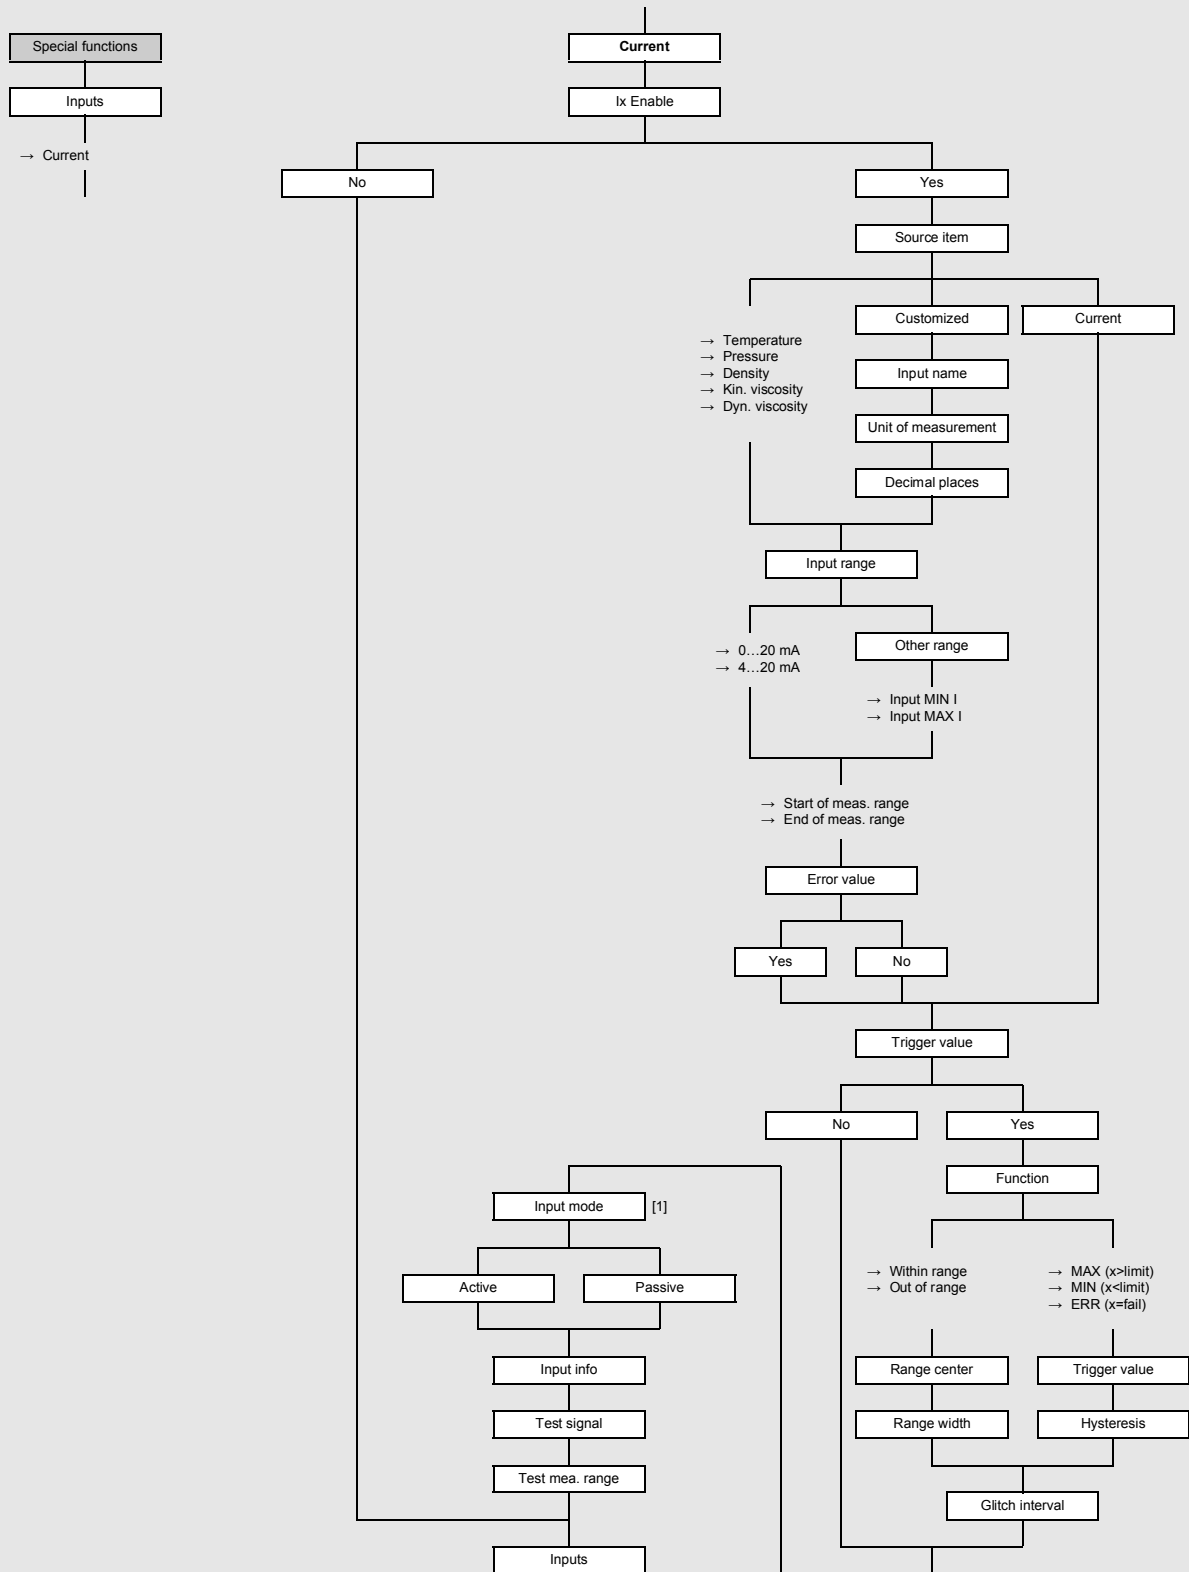 Special functions
Inputs
→ Current
Current
Ix Enable
No
Yes
Source item
→ Temperature
→ Pressure
→ Density
→ Kin. viscosity
→ Dyn. viscosity
Customized
Current
Input name
Unit of measurement
Decimal places
Input range
→ 0...20 mA
→ 4...20 mA
Other range
→ Input MIN I
→ Input MAX I
→ Start of meas. range
→ End of meas. range
Error value
Yes
No
Trigger value
No
Yes
Function
→ Within range
→ Out of range
→ MAX (x>limit)
→ MIN (x<limit)
→ ERR (x=fail)
Range center
Trigger value
Range width
Hysteresis
Glitch interval
Input mode [1]
Active
Passive
Input info
Test signal
Test mea. range
Inputs